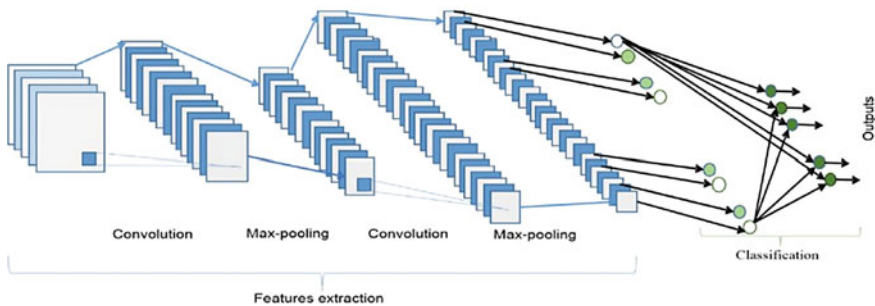 Outputs
Convolution
Max-pooling
Convolution
Max-pooling
Classification
Features extraction